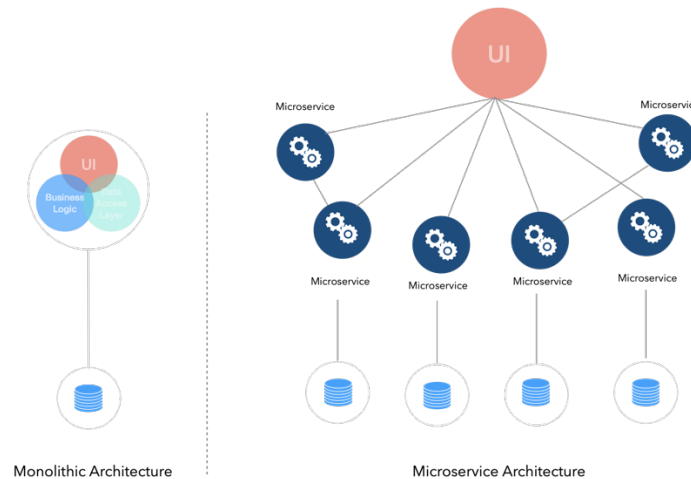 UI
Business
Logic
Data
Access
Layer
Monolithic Architecture
UI
Microservice
Microservice
Microservice
Microservice
Microservice
Microservice
Microservice Architecture